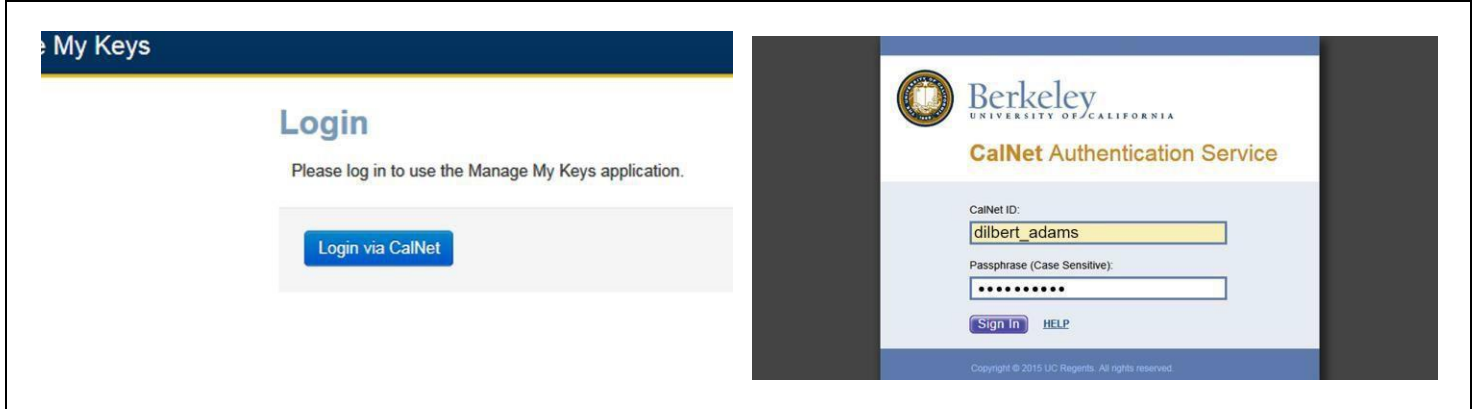 My Keys
Login
Please log in to use the Manage My Keys application.
Login via CalNet
Berkeley
UNIVERSITY OF CALIFORNIA
CalNet Authentication Service
CalNet ID:
dilbert_adams
Passphrase (Case Sensitive):
••••••••••
Sign In HELP
Copyright © 2015 UC Regents. All rights reserved.